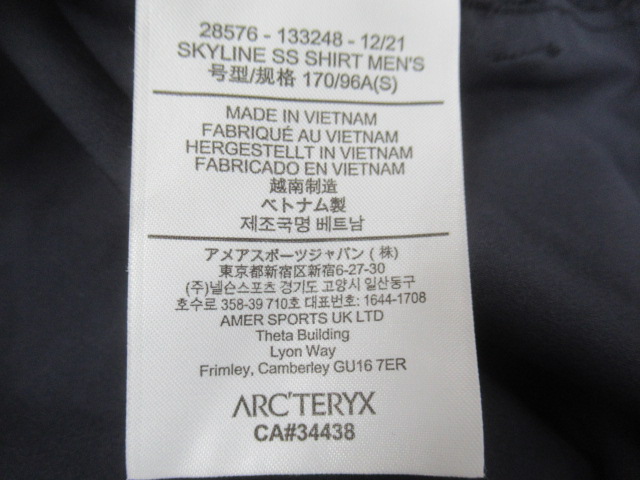 28576 - 133248 - 12/21
SKYLINE SS SHIRT MEN'S
号型/规格 170/96A(S)
MADE IN VIETNAM
FABRIQUÉ AU VIETNAM
HERGESTELLT IN VIETNAM
FABRICADO EN VIETNAM
越南制造
ベトナム製
제조국명 베트남
アメアスポーツジャパン (株)
東京都新宿区新宿6-27-30
(주)넬슨스포츠 경기도 고양시 일산동구
호수로 358-39 710호 대표번호: 1644-1708
AMER SPORTS UK LTD
Theta Building
Lyon Way
Frimley, Camberley GU16 7ER
ARC'TERYX
CA#34438